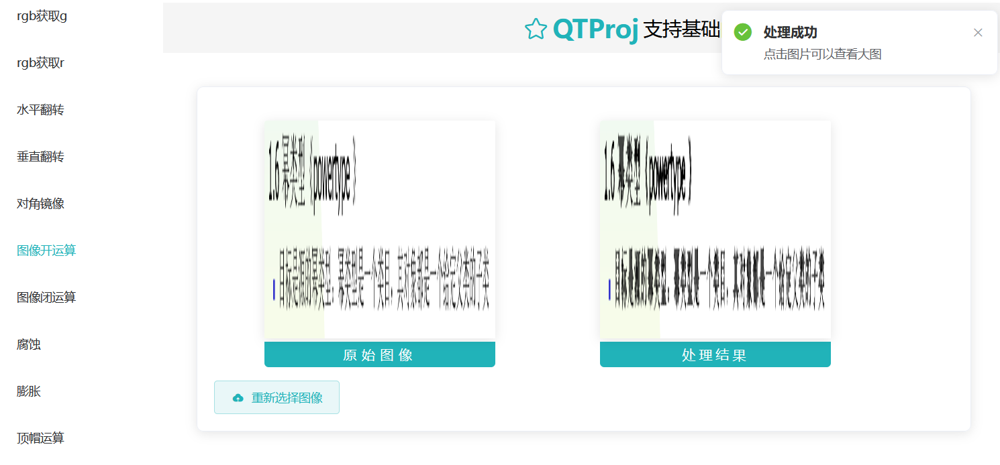 rgb获取g
rgb获取r
水平翻转
垂直翻转
对角镜像
图像开运算
图像闭运算
腐蚀
膨胀
顶帽运算
QTProj 支持基础
处理成功
点击图片可以查看大图
1.6 幂类型（powertype）
目标是源的幂类型。幂类型是一个类目，其对象都是一个给定父类的子类
原始图像
1.6 幂类型（powertype）
目标是源的幂类型。幂类型是一个类目，其对象都是一个给定父类的子类
处理结果
重新选择图像